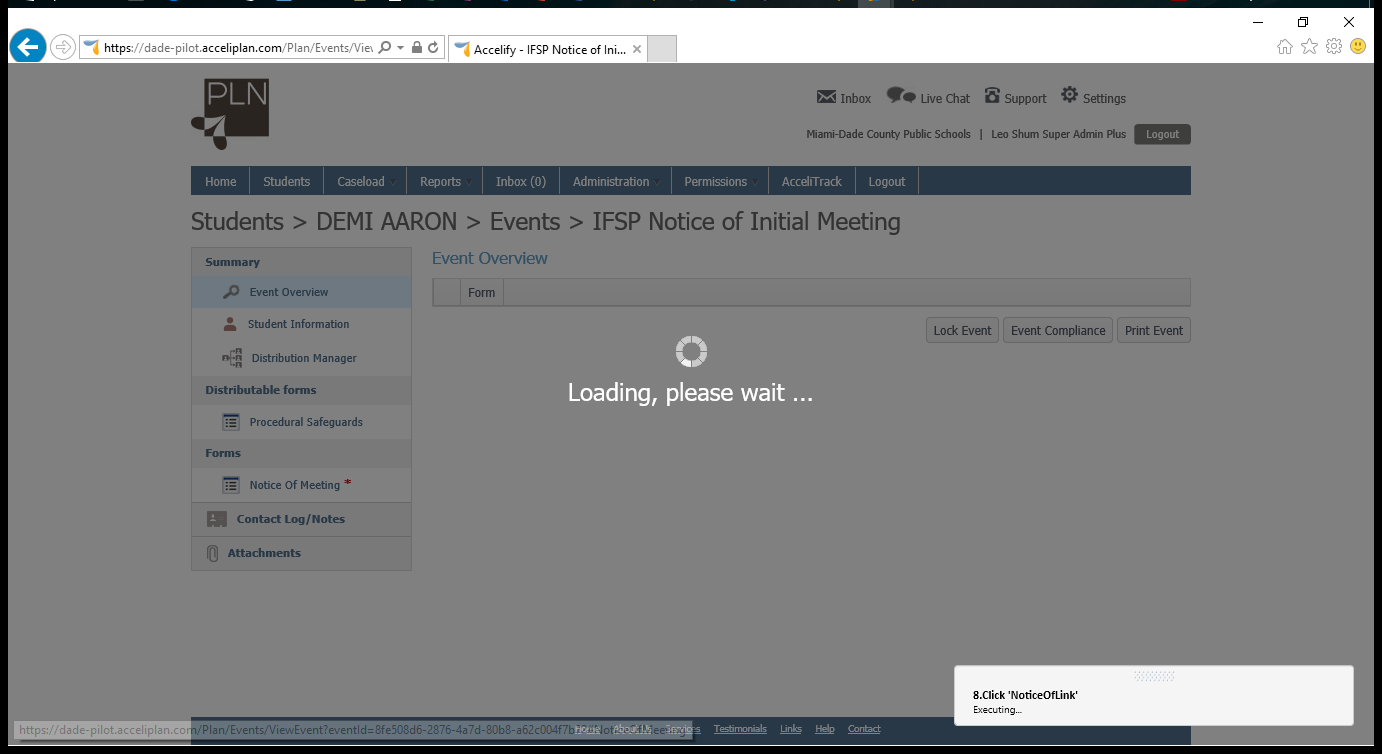 https://dade-pilot.acceliplan.com/Plan/Events/Viev
Accelify - IFSP Notice of Ini...
PLN
Inbox Live Chat Support Settings
Miami-Dade County Public Schools | Leo Shum Super Admin Plus Logout
Home Students Caseload Reports Inbox (0) Administration Permissions AcceliTrack Logout
Students > DEMI AARON > Events > IFSP Notice of Initial Meeting
Summary
Event Overview
Student Information
Distribution Manager
Distributable forms
Procedural Safeguards
Forms
Notice Of Meeting *
Contact Log/Notes
Attachments
Event Overview
Form
Lock Event Event Compliance Print Event
Loading, please wait ...
8.Click 'NoticeOfLink'
Executing...
Home About Us Services Testimonials Links Help Contact
https://dade-pilot.acceliplan.com/Plan/Events/ViewEvent?eventId=8fe508d6-2876-4a7d-80b8-a62c004f7b